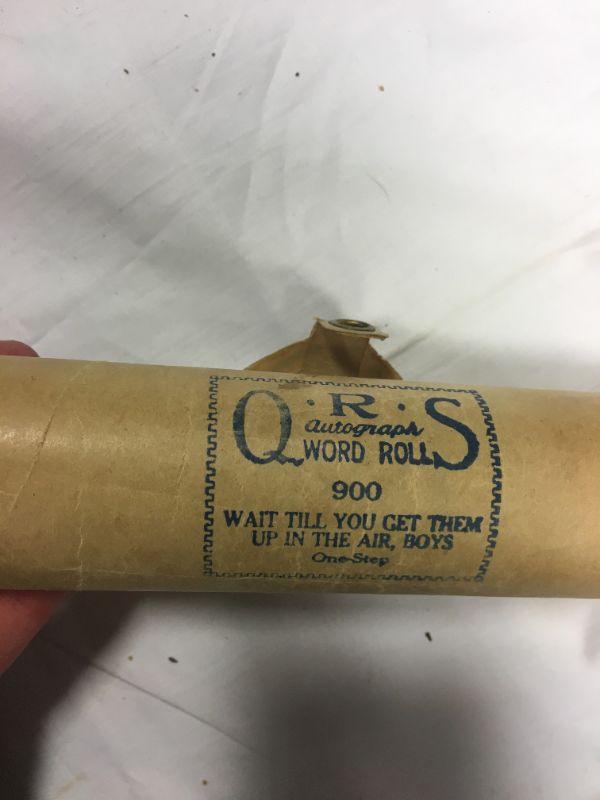 Q·R·S
Autograph
WORD ROLL
900
WAIT TILL YOU GET THEM
UP IN THE AIR, BOYS
One-Step